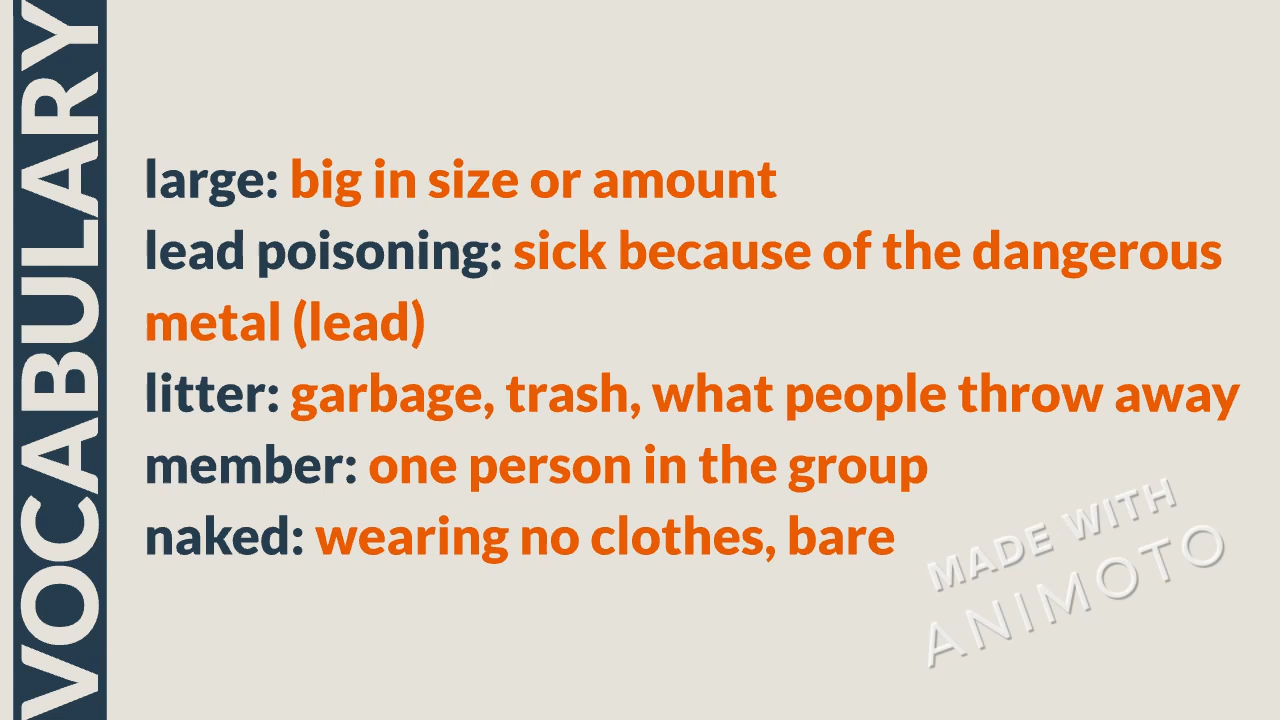 VOCABULARY
large: big in size or amount
lead poisoning: sick because of the dangerous
metal (lead)
litter: garbage, trash, what people throw away
member: one person in the group
naked: wearing no clothes, bare
MADE WITH
ANIMOTO